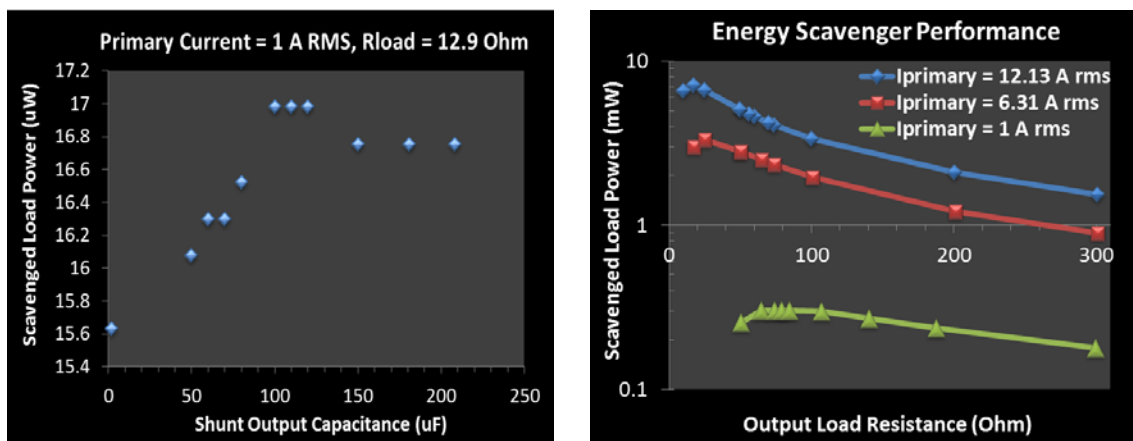 Primary Current = 1 A RMS, Rload = 12.9 Ohm
Scavenged Load Power (uW)
17.2
17
16.8
16.6
16.4
16.2
16
15.8
15.6
15.4
0 50 100 150 200 250
Shunt Output Capacitance (uF)
Energy Scavenger Performance
Scavenged Load Power (mW)
10
1
0.1
Iprimary = 12.13 A rms
Iprimary = 6.31 A rms
Iprimary = 1 A rms
0 100 200 300
Output Load Resistance (Ohm)